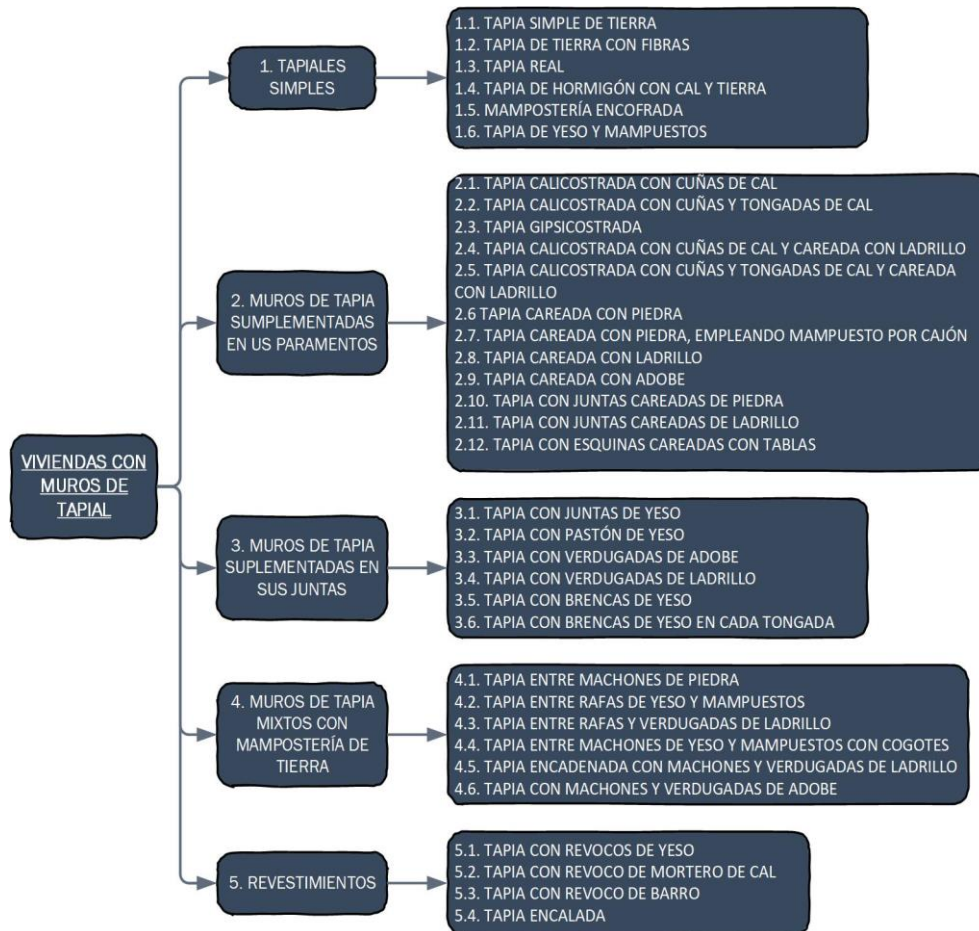 VIVIENDAS CON
MUROS DE
TAPIAL
1. TAPIALES
SIMPLES
1.1. TAPIA SIMPLE DE TIERRA
1.2. TAPIA DE TIERRA CON FIBRAS
1.3. TAPIA REAL
1.4. TAPIA DE HORMIGÓN CON CAL Y TIERRA
1.5. MAMPOSTERÍA ENCOFRADA
1.6. TAPIA DE YESO Y MAMPUESTOS
2. MUROS DE TAPIA
SUMPLEMENTADAS
EN US PARAMENTOS
2.1. TAPIA CALICOSTRADA CON CUÑAS DE CAL
2.2. TAPIA CALICOSTRADA CON CUÑAS Y TONGADAS DE CAL
2.3. TAPIA GIPSICOSTRADA
2.4. TAPIA CALICOSTRADA CON CUÑAS DE CAL Y CAREADA CON LADRILLO
2.5. TAPIA CALICOSTRADA CON CUÑAS Y TONGADAS DE CAL Y CAREADA
CON LADRILLO
2.6 TAPIA CAREADA CON PIEDRA
2.7. TAPIA CAREADA CON PIEDRA, EMPLEANDO MAMPUESTO POR CAJÓN
2.8. TAPIA CAREADA CON LADRILLO
2.9. TAPIA CAREADA CON ADOBE
2.10. TAPIA CON JUNTAS CAREADAS DE PIEDRA
2.11. TAPIA CON JUNTAS CAREADAS DE LADRILLO
2.12. TAPIA CON ESQUINAS CAREADAS CON TABLAS
3. MUROS DE TAPIA
SUPLEMENTADAS EN
SUS JUNTAS
3.1. TAPIA CON JUNTAS DE YESO
3.2. TAPIA CON PASTÓN DE YESO
3.3. TAPIA CON VERDUGADAS DE ADOBE
3.4. TAPIA CON VERDUGADAS DE LADRILLO
3.5. TAPIA CON BRENCAS DE YESO
3.6. TAPIA CON BRENCAS DE YESO EN CADA TONGADA
4. MUROS DE TAPIA
MIXTOS CON
MAMPOSTERÍA DE
TIERRA
4.1. TAPIA ENTRE MACHONES DE PIEDRA
4.2. TAPIA ENTRE RAFAS DE YESO Y MAMPUESTOS
4.3. TAPIA ENTRE RAFAS Y VERDUGADAS DE LADRILLO
4.4. TAPIA ENTRE MACHONES DE YESO Y MAMPUESTOS CON COGOTES
4.5. TAPIA ENCADENADA CON MACHONES Y VERDUGADAS DE LADRILLO
4.6. TAPIA CON MACHONES Y VERDUGADAS DE ADOBE
5. REVESTIMIENTOS
5.1. TAPIA CON REVOCOS DE YESO
5.2. TAPIA CON REVOCO DE MORTERO DE CAL
5.3. TAPIA CON REVOCO DE BARRO
5.4. TAPIA ENCALADA